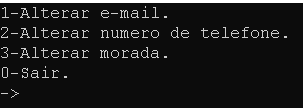 1-Alterar e-mail.
2-Alterar numero de telefone.
3-Alterar morada.
0-Sair.
->